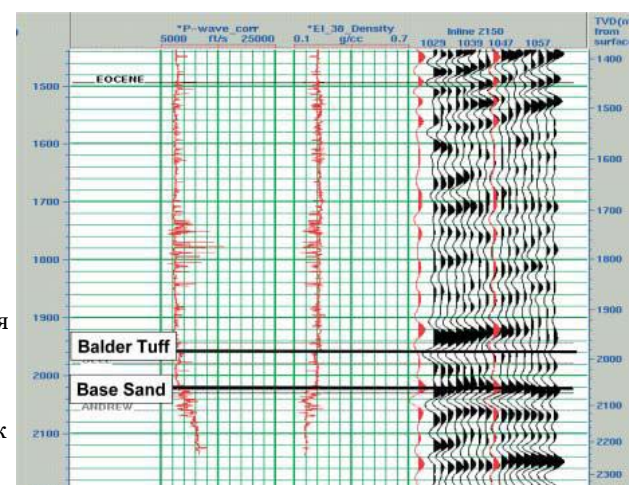 *P-wave_corr
5000 ft/s 25000
*EI_38_Density
0.1 g/cc 0.7
Inline 2150
1029 1039 1047 1057
TVD(m
from
surfac
1400
EOCENE
1500
1500
1600
1600
1700
1700
1800
1800
1900
1900
я
Balder Tuff
2000
2000
Base Sand
ANDREW
2100
к
2100
2200
2300